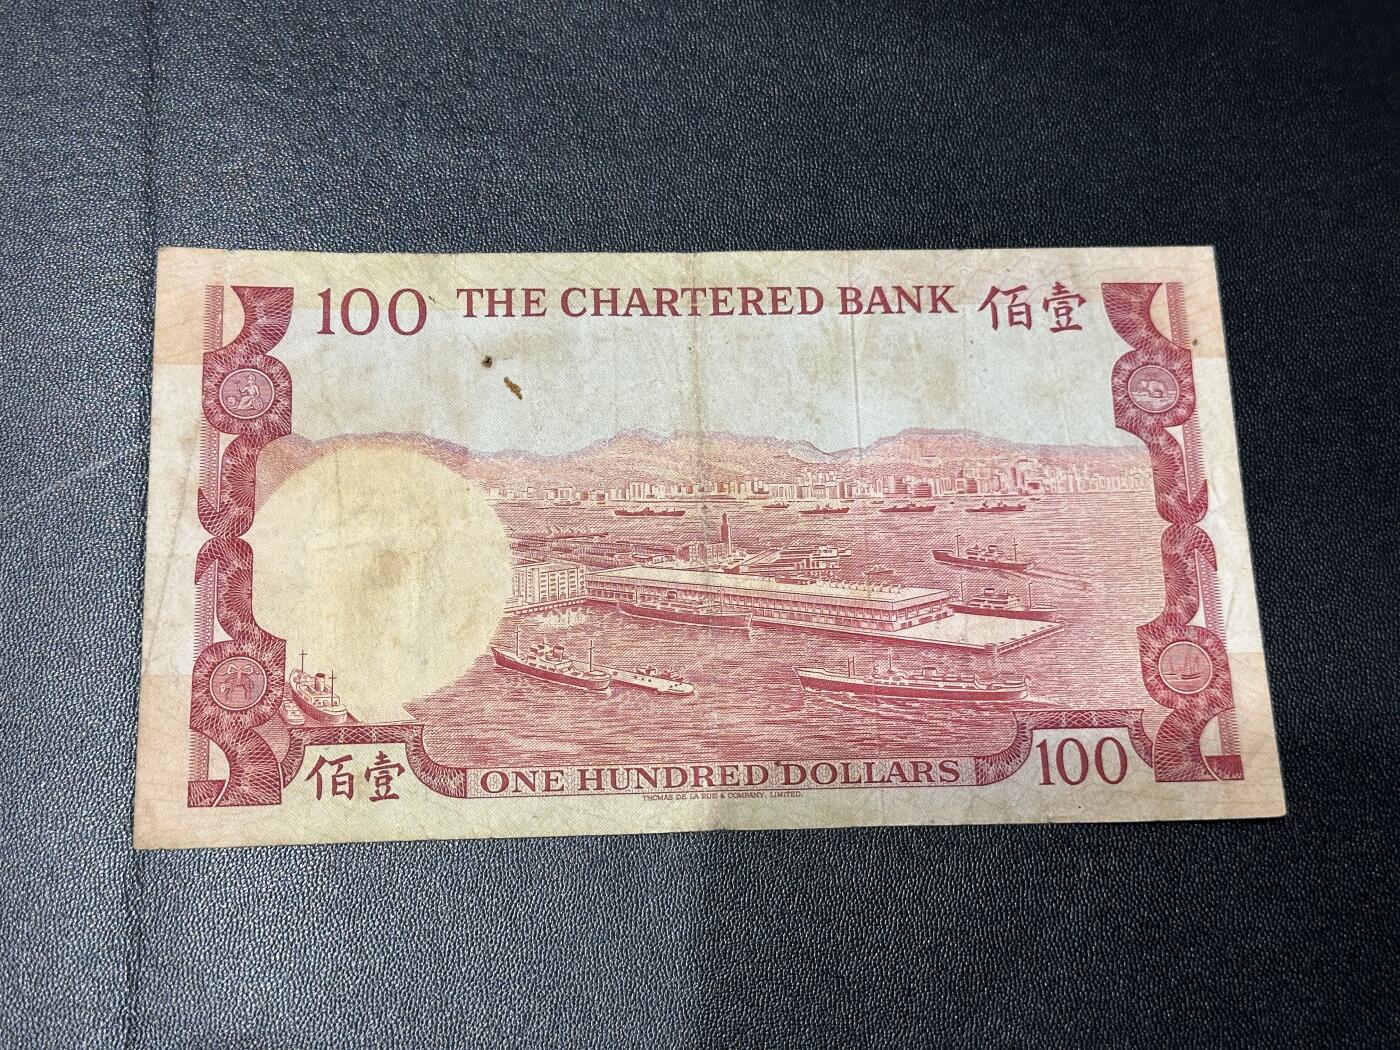 100 THE CHARTERED BANK 佰壹
佰壹 ONE HUNDRED DOLLARS 100
THOMAS DE LA RUE & COMPANY, LIMITED.